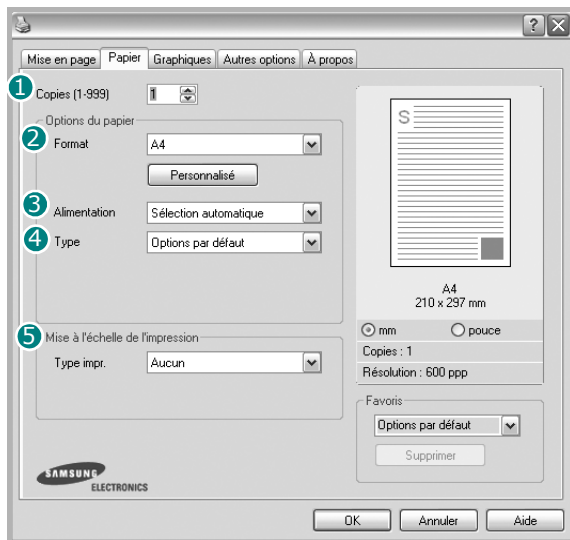 Mise en page Papier Graphiques Autres options À propos
1 Copies (1-999) 1
Options du papier
2 Format A4
Personnalisé
3 Alimentation Sélection automatique
4 Type Options par défaut
5 Mise à l'échelle de l'impression
Type impr. Aucun
S
A4
210 x 297 mm
mm pouce
Copies : 1
Résolution : 600 ppp
Favoris
Options par défaut
Supprimer
SAMSUNG
ELECTRONICS
OK Annuler Aide